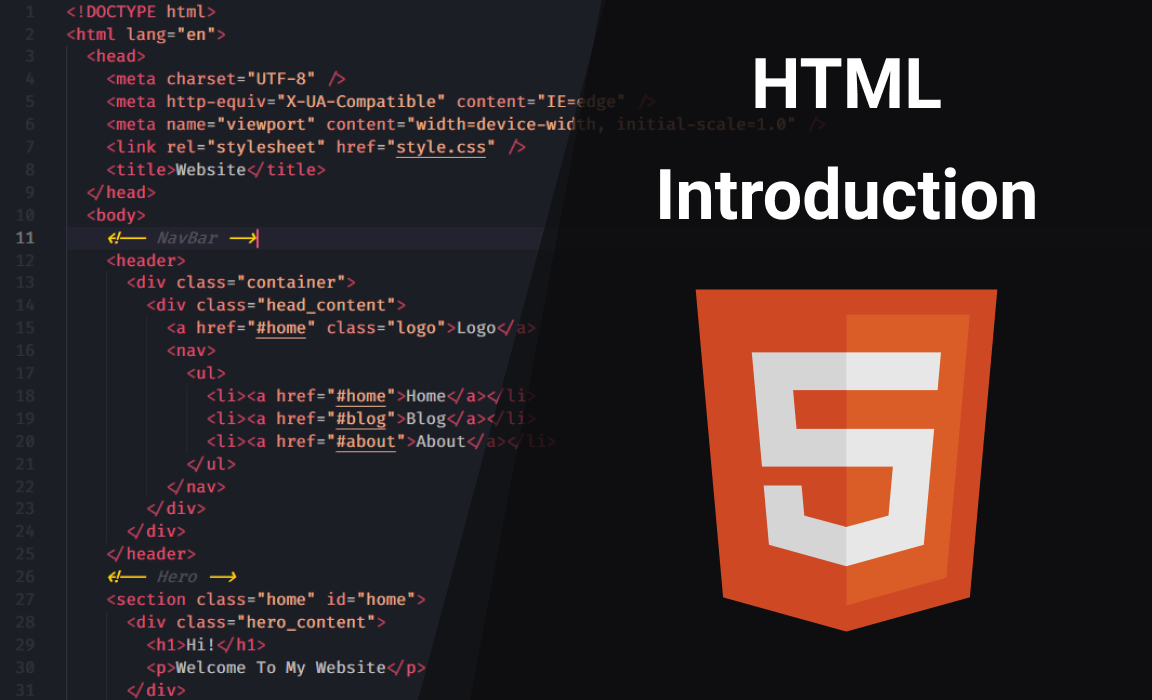 1 <!DOCTYPE html>
2 <html lang="en">
3 <head>
4 <meta charset="UTF-8" />
5 <meta http-equiv="X-UA-Compatible" content="IE=edge" />
6 <meta name="viewport" content="width=device-width, initial-scale=1.0" />
7 <link rel="stylesheet" href="style.css" />
8 <title>Website</title>
9 </head>
10 <body>
11 <!-- NavBar -->
12 <header>
13 <div class="container">
14 <div class="head_content">
15 <a href="#home" class="logo">Logo</a>
16 <nav>
17 <ul>
18 <li><a href="#home">Home</a></li>
19 <li><a href="#blog">Blog</a></li>
20 <li><a href="#about">About</a></li>
21 </ul>
22 </nav>
23 </div>
24 </div>
25 </header>
26 <!-- Hero -->
27 <section class="home" id="home">
28 <div class="hero_content">
29 <h1>Hi!</h1>
30 <p>Welcome To My Website</p>
31 </div>
HTML
Introduction
5